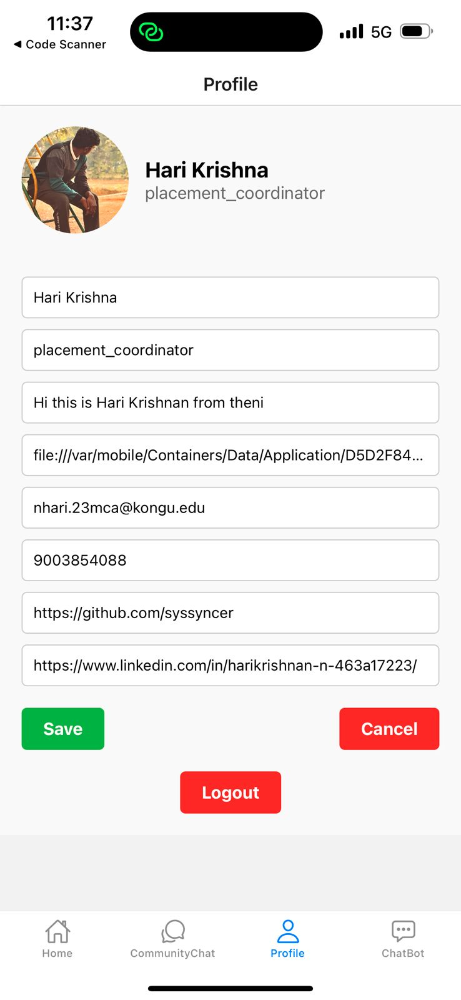 11:37
5G
◀ Code Scanner
Profile
Hari Krishna
placement_coordinator
Hari Krishna
placement_coordinator
Hi this is Hari Krishnan from theni
file:///var/mobile/Containers/Data/Application/D5D2F84...
nhari.23mca@kongu.edu
9003854088
https://github.com/syssyncer
https://www.linkedin.com/in/harikrishnan-n-463a17223/
Save
Cancel
Logout
Home
CommunityChat
Profile
ChatBot